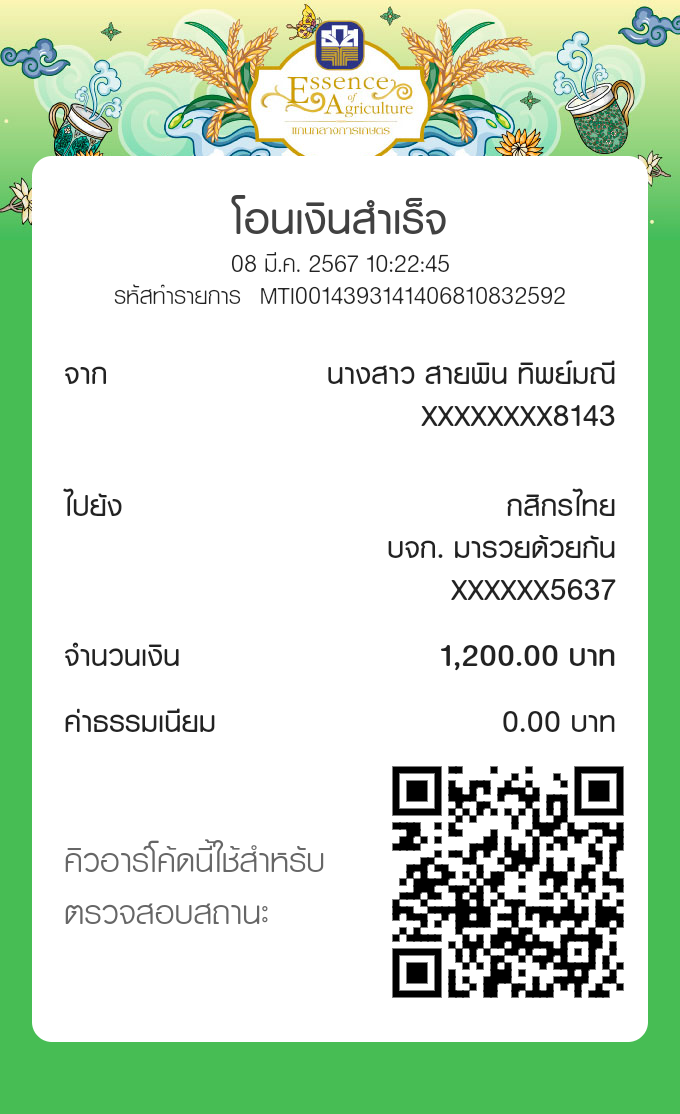 Essence
of
Agriculture
แก่นกลางการเกษตร
โอนเงินสำเร็จ
08 มี.ค. 2567 10:22:45
รหัสทำรายการ MTI0014393141406810832592
จาก นางสาว สายพิน ทิพย์มณี
XXXXXXXX8143
ไปยัง กสิกรไทย
บจก. มารวยด้วยกัน
XXXXXX5637
จำนวนเงิน 1,200.00 บาท
ค่าธรรมเนียม 0.00 บาท
คิวอาร์โค้ดนี้ใช้สำหรับ
ตรวจสอบสถานะ